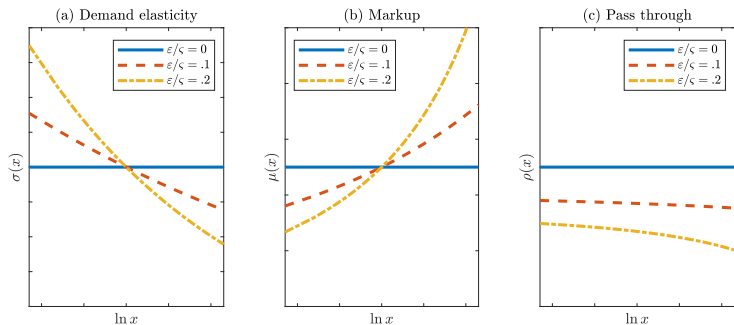 (a) Demand elasticity
ε/ς = 0
ε/ς = .1
ε/ς = .2
σ(x)
ln x
(b) Markup
ε/ς = 0
ε/ς = .1
ε/ς = .2
μ(x)
ln x
(c) Pass through
ε/ς = 0
ε/ς = .1
ε/ς = .2
ρ(x)
ln x